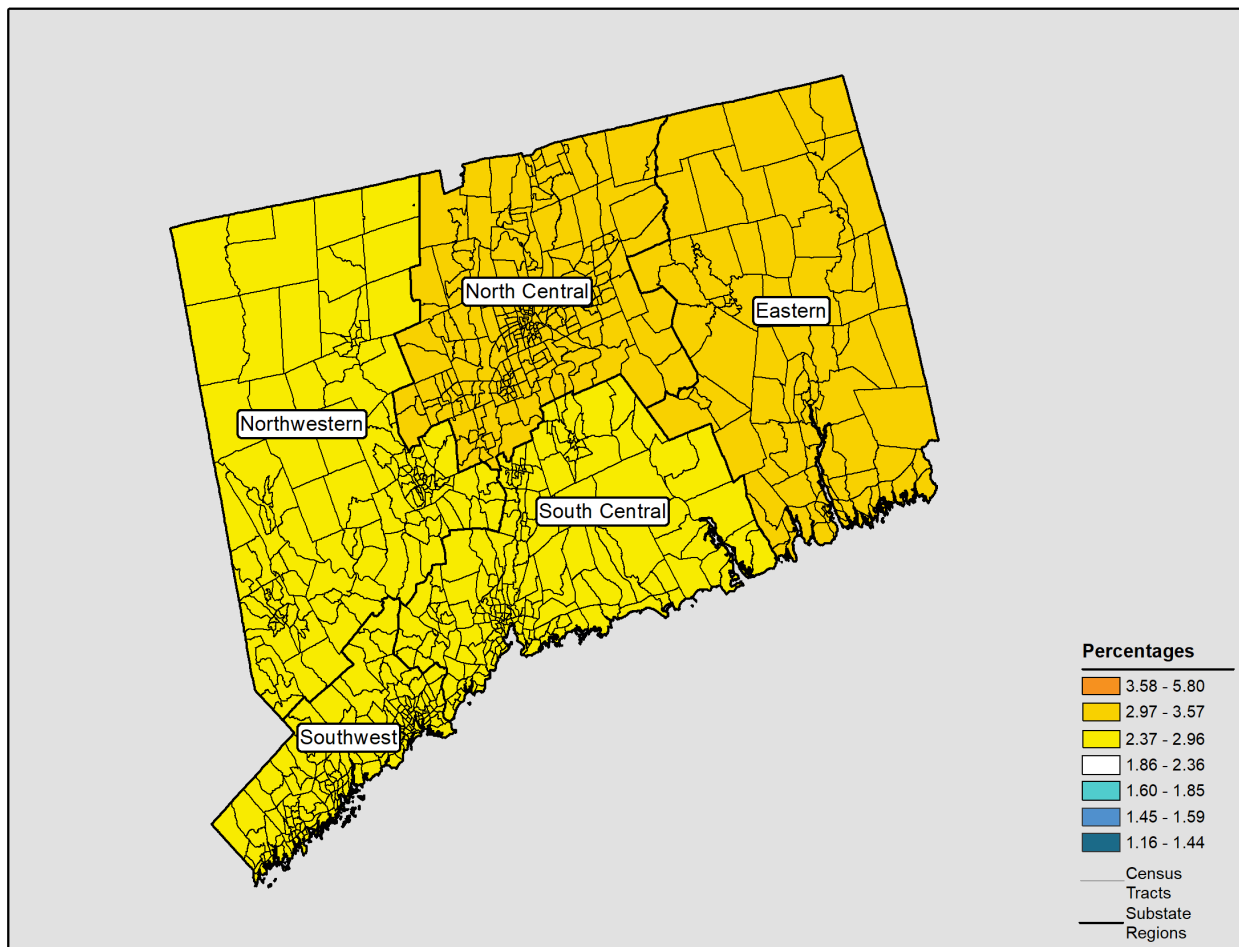 North Central
Eastern
Northwestern
South Central
Southwest
Percentages
3.58 - 5.80
2.97 - 3.57
2.37 - 2.96
1.86 - 2.36
1.60 - 1.85
1.45 - 1.59
1.16 - 1.44
Census
Tracts
Substate
Regions